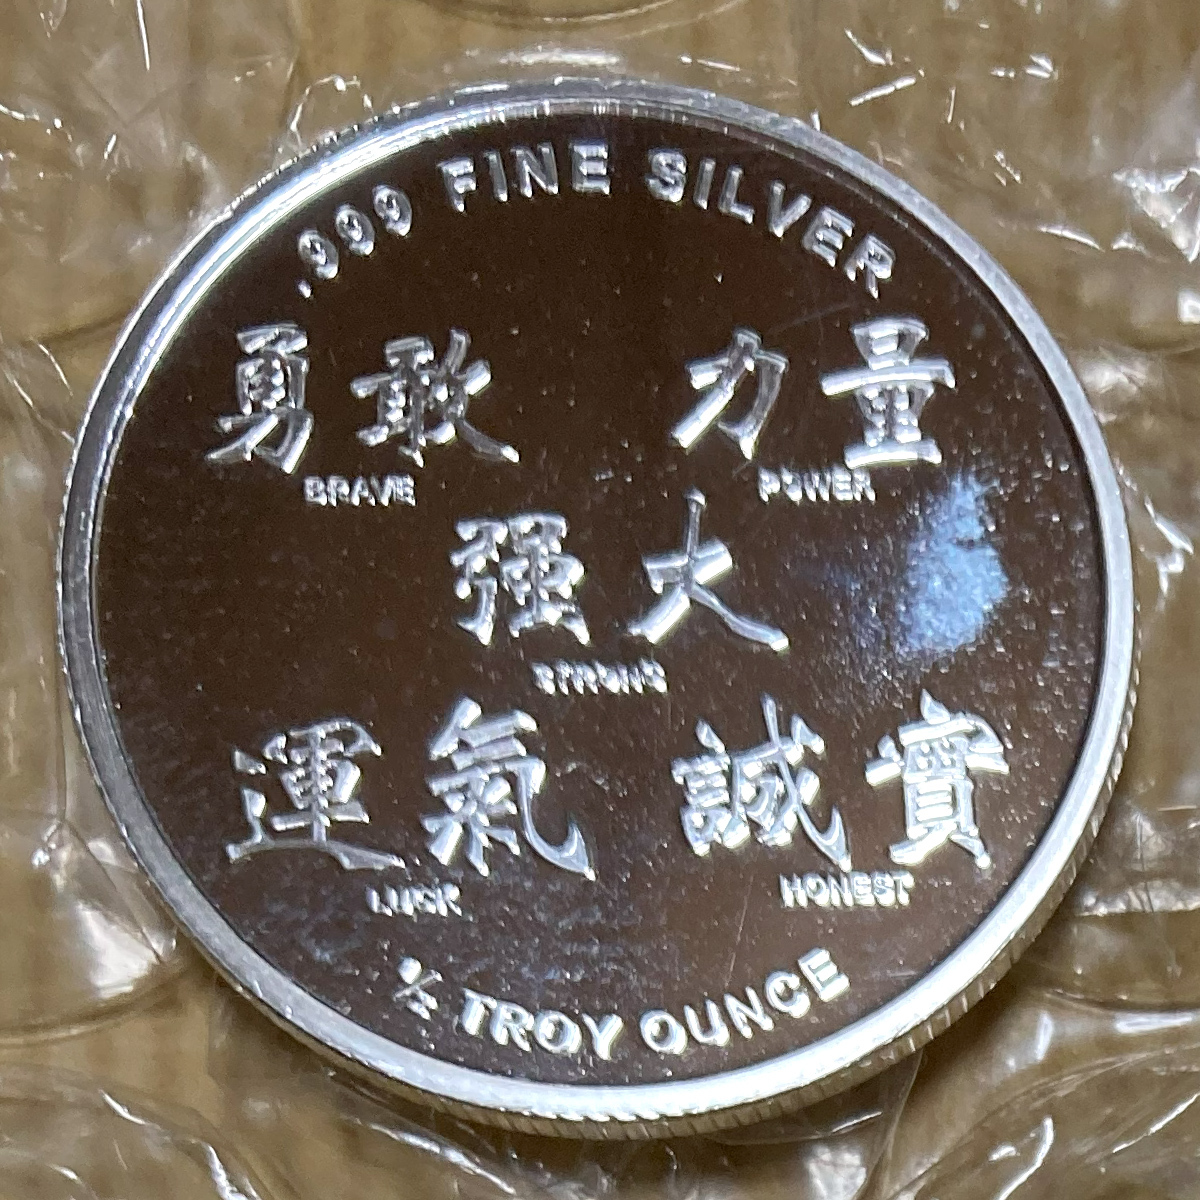 .999 FINE SILVER
勇敢 力量
BRAVE POWER
强大
STRONG
運氣 誠實
LUCK HONEST
½ TROY OUNCE